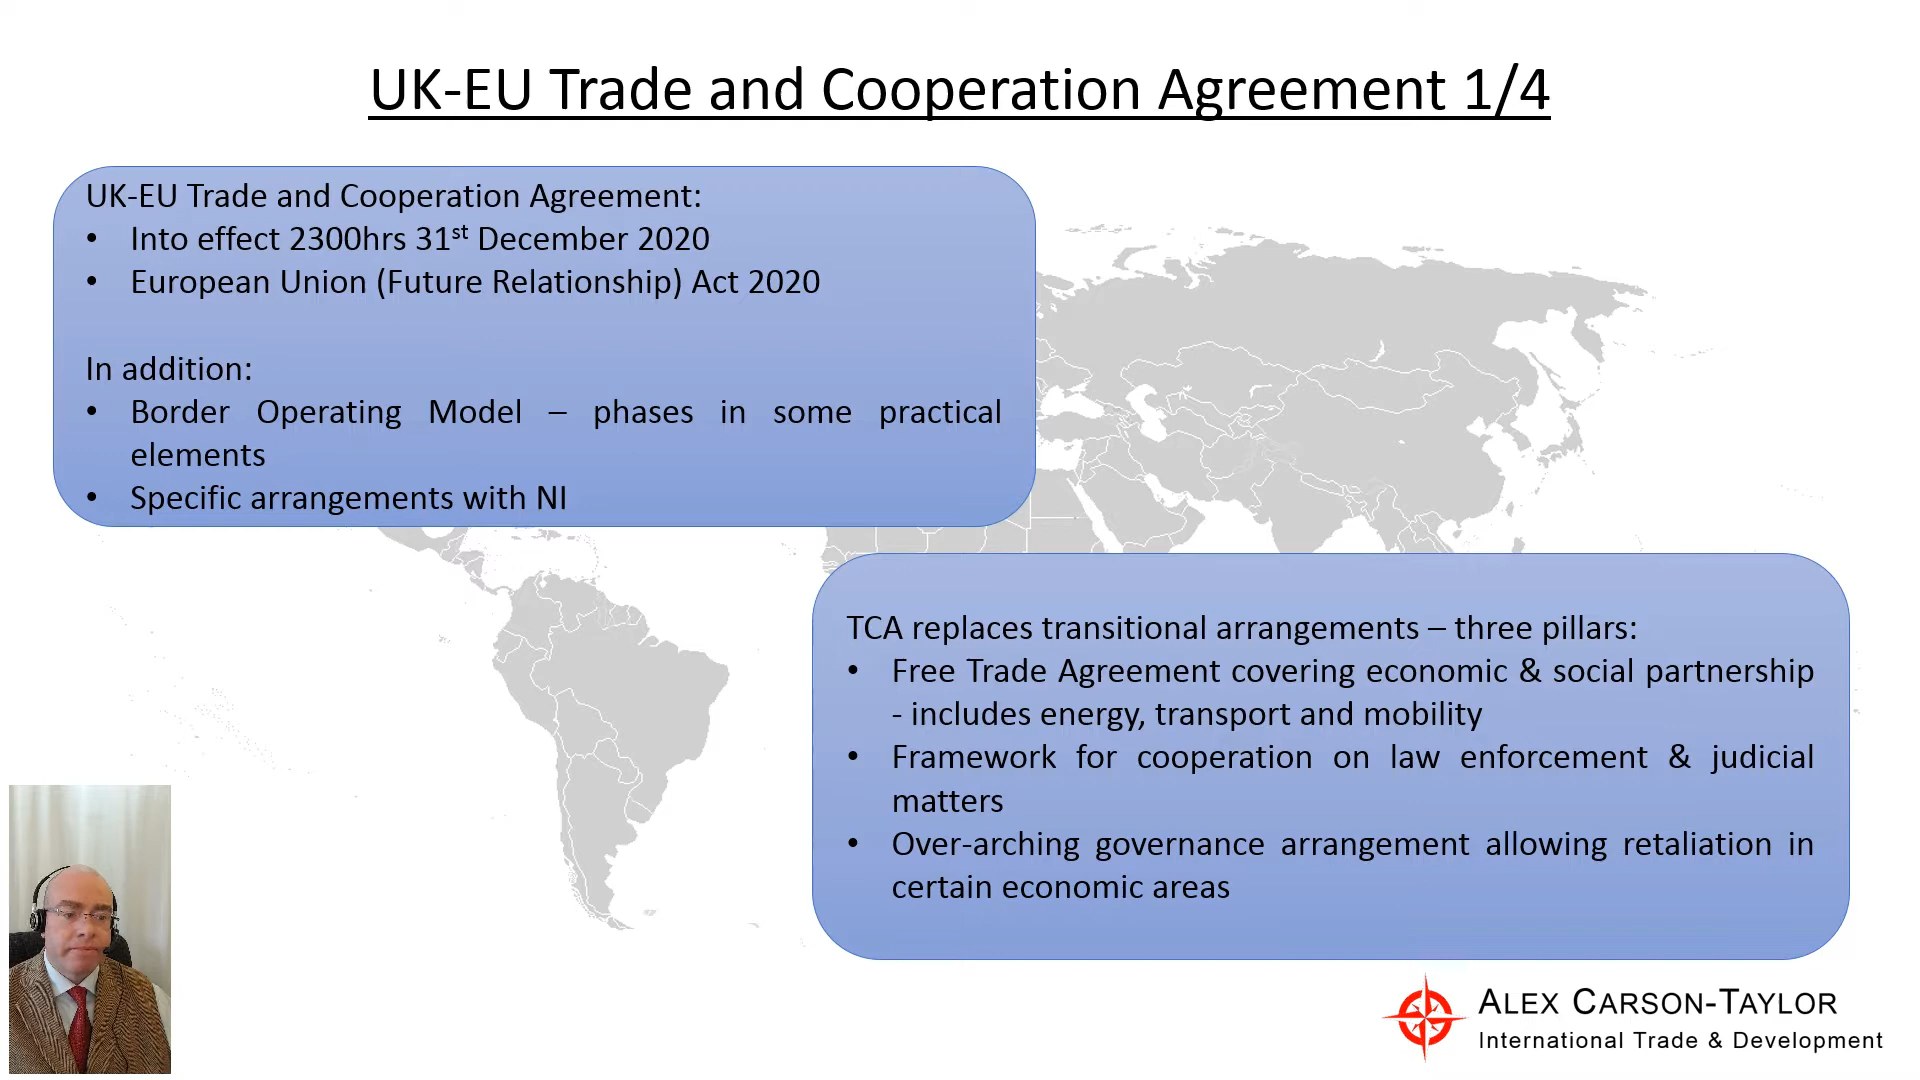 UK-EU Trade and Cooperation Agreement 1/4
UK-EU Trade and Cooperation Agreement:
• Into effect 2300hrs 31st December 2020
• European Union (Future Relationship) Act 2020
In addition:
• Border Operating Model – phases in some practical
elements
• Specific arrangements with NI
TCA replaces transitional arrangements – three pillars:
• Free Trade Agreement covering economic & social partnership
- includes energy, transport and mobility
• Framework for cooperation on law enforcement & judicial
matters
• Over-arching governance arrangement allowing retaliation in
certain economic areas
ALEX CARSON-TAYLOR
International Trade & Development